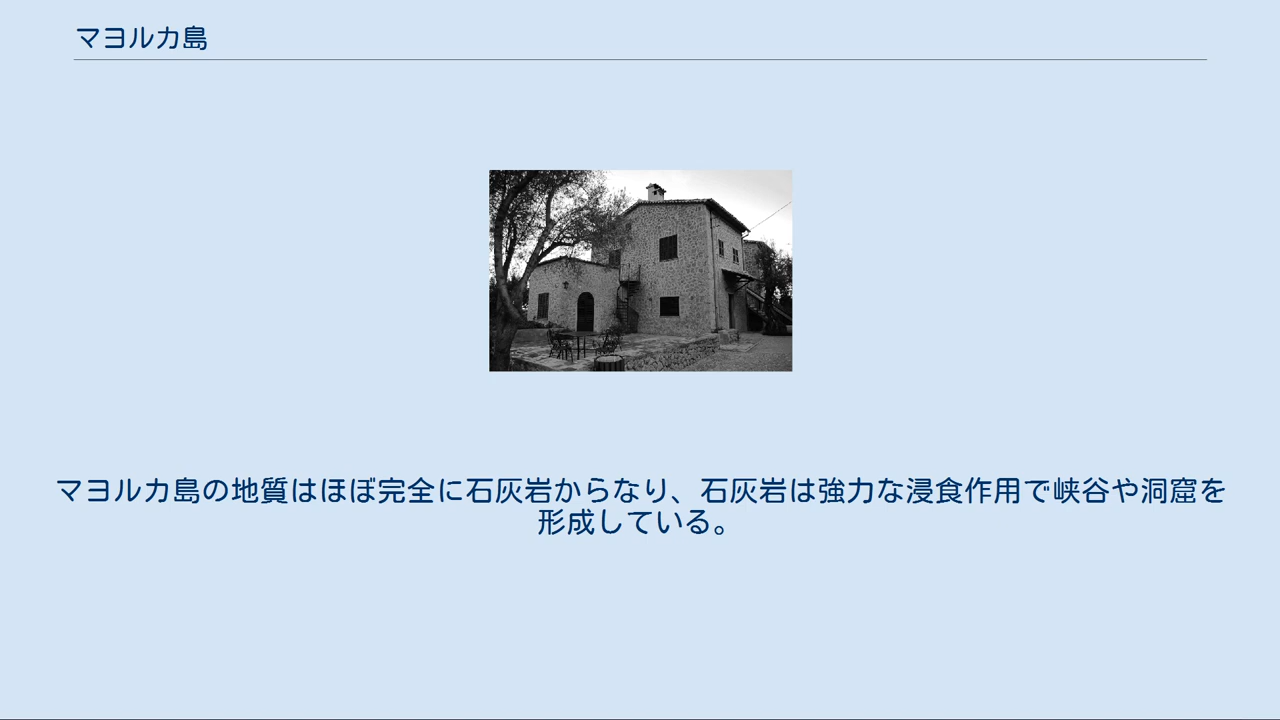 マヨルカ島
マヨルカ島の地質はほぼ完全に石灰岩からなり、石灰岩は強力な浸食作用で峡谷や洞窟を
形成している。